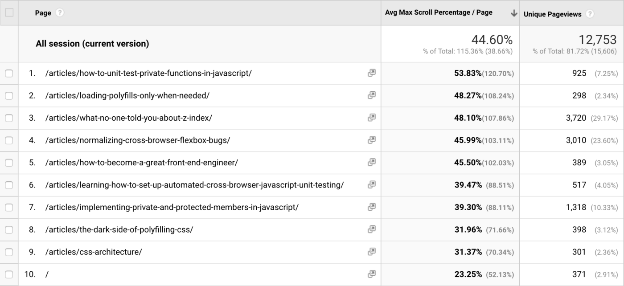 Page ? Avg Max Scroll Percentage / Page Unique Pageviews ?
All session (current version) 44.60% 12,753
% of Total: 115.36% (38.66%) % of Total: 81.72% (15,606)
1. /articles/how-to-unit-test-private-functions-in-javascript/ 53.83%(120.70%) 925 (7.25%)
2. /articles/loading-polyfills-only-when-needed/ 48.27%(108.24%) 298 (2.34%)
3. /articles/what-no-one-told-you-about-z-index/ 48.10%(107.86%) 3,720 (29.17%)
4. /articles/normalizing-cross-browser-flexbox-bugs/ 45.99%(103.11%) 3,010 (23.60%)
5. /articles/how-to-become-a-great-front-end-engineer/ 45.50%(102.03%) 389 (3.05%)
6. /articles/learning-how-to-set-up-automated-cross-browser-javascript-unit-testing/ 39.47% (88.51%) 517 (4.05%)
7. /articles/implementing-private-and-protected-members-in-javascript/ 39.30% (88.11%) 1,318 (10.33%)
8. /articles/the-dark-side-of-polyfilling-css/ 31.96% (71.66%) 398 (3.12%)
9. /articles/css-architecture/ 31.37% (70.34%) 301 (2.36%)
10. / 23.25% (52.13%) 371 (2.91%)